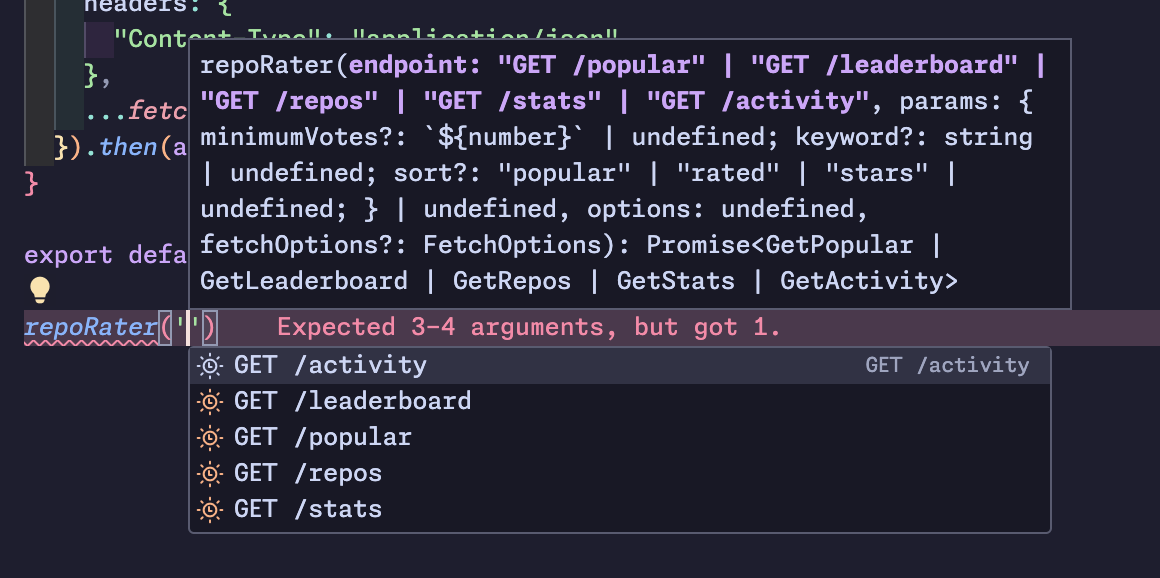 headers: {
"Content-Type": "application/json"
},
...fetc
}).then(a
}
export defa
repoRater(endpoint: "GET /popular" | "GET /leaderboard" |
"GET /repos" | "GET /stats" | "GET /activity", params: {
minimumVotes?: `${number}` | undefined; keyword?: string
| undefined; sort?: "popular" | "rated" | "stars" |
undefined; } | undefined, options: undefined,
fetchOptions?: FetchOptions): Promise<GetPopular |
GetLeaderboard | GetRepos | GetStats | GetActivity>
repoRater('') Expected 3-4 arguments, but got 1.
GET /activity GET /activity
GET /leaderboard
GET /popular
GET /repos
GET /stats